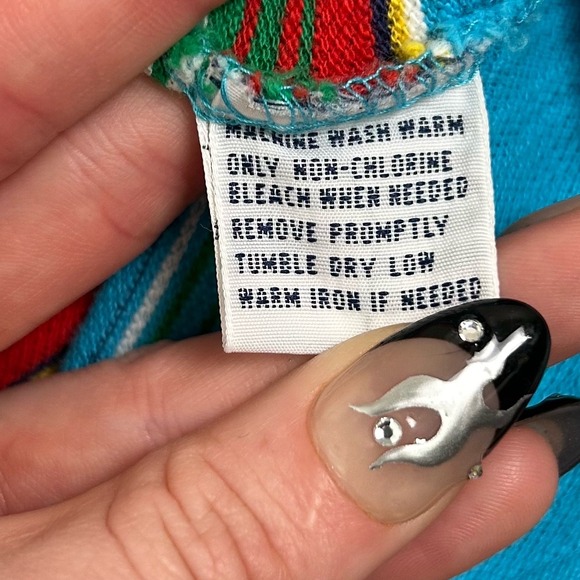 MACHINE WASH WARM
ONLY NON-CHLORINE
BLEACH WHEN NEEDED
REMOVE PROMPTLY
TUMBLE DRY LOW
WARM IRON IF NEEDED